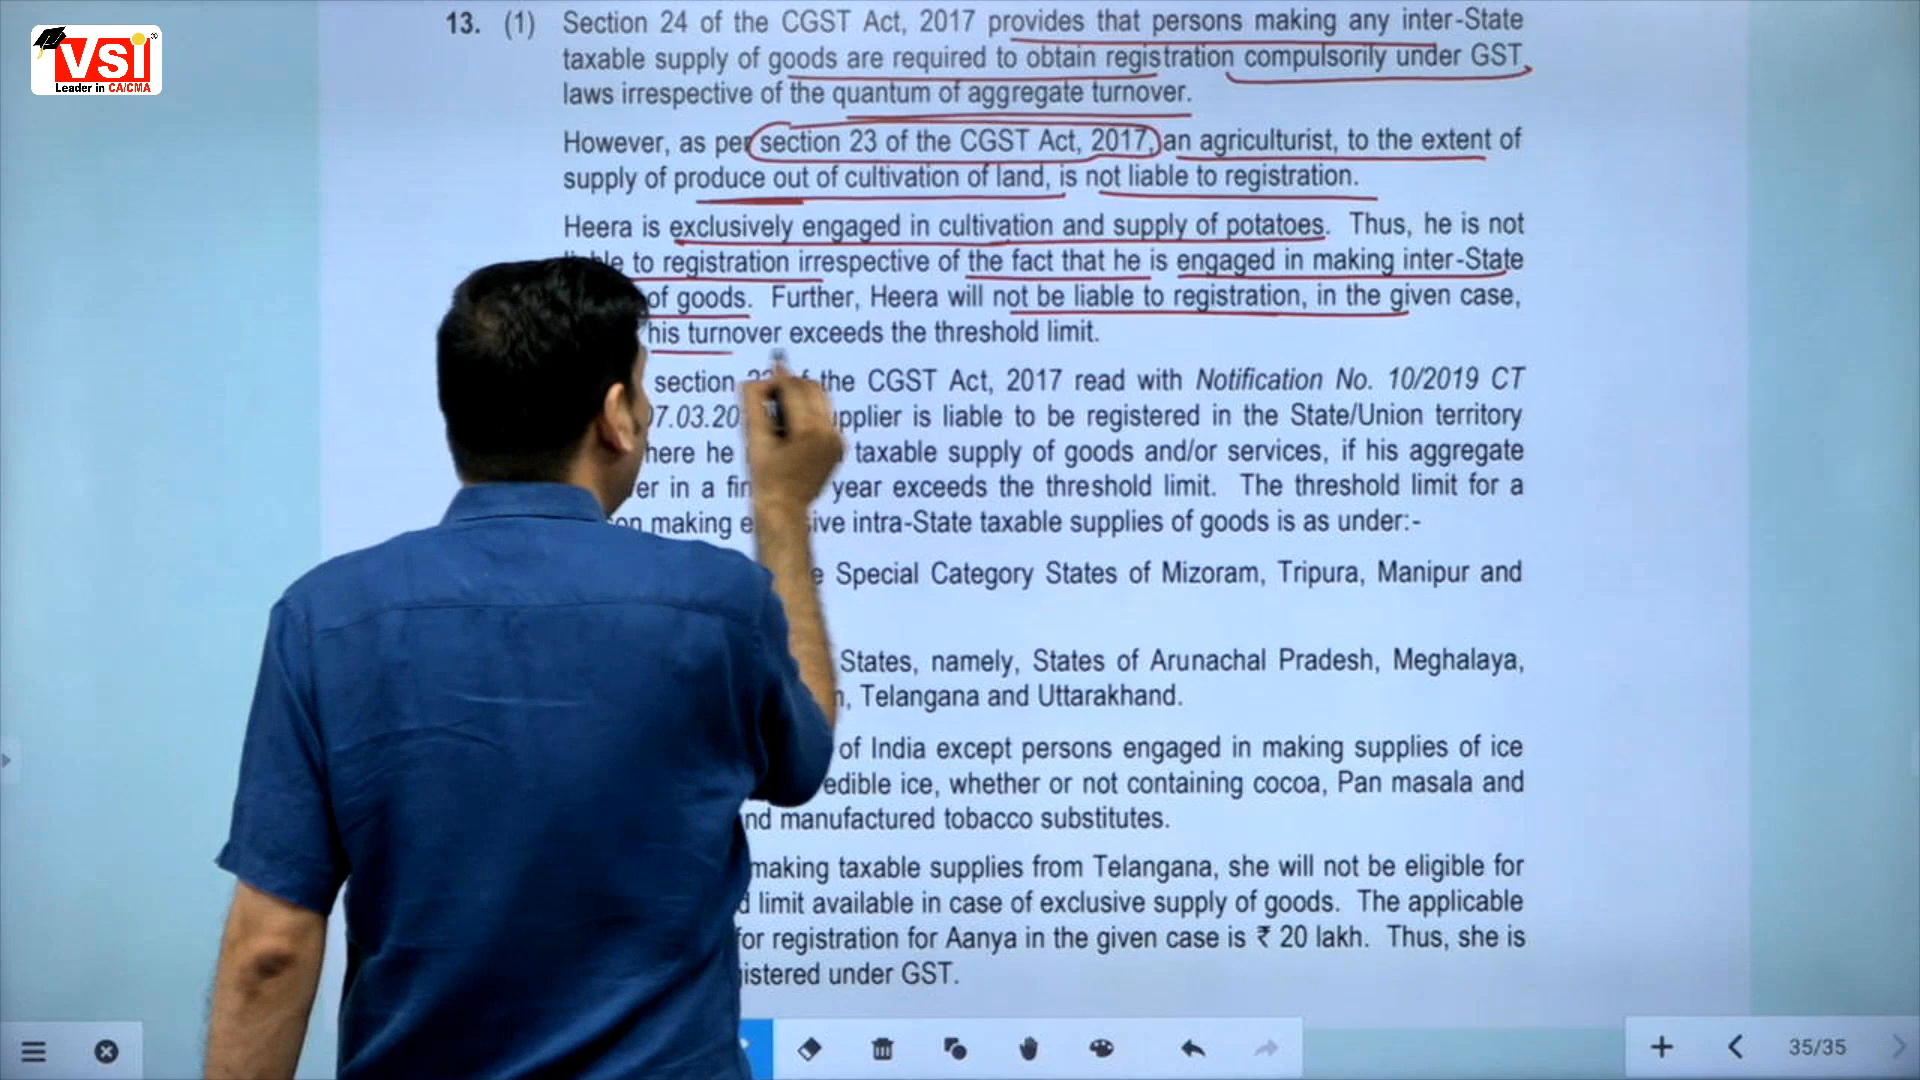 VSi
Leader in CA/CMA
13. (1) Section 24 of the CGST Act, 2017 provides that persons making any inter-State
taxable supply of goods are required to obtain registration compulsorily under GST
laws irrespective of the quantum of aggregate turnover.
However, as per section 23 of the CGST Act, 2017, an agriculturist, to the extent of
supply of produce out of cultivation of land, is not liable to registration.
Heera is exclusively engaged in cultivation and supply of potatoes. Thus, he is not
to registration irrespective of the fact that he is engaged in making inter-State
of goods. Further, Heera will not be liable to registration, in the given case,
his turnover exceeds the threshold limit.
section the CGST Act, 2017 read with Notification No. 10/2019 CT
is liable to be registered in the State/Union territory
he taxable supply of goods and/or services, if his aggregate
in a year exceeds the threshold limit. The threshold limit for a
making intra-State taxable supplies of goods is as under:-
Special Category States of Mizoram, Tripura, Manipur and
States, namely, States of Arunachal Pradesh, Meghalaya,
Telangana and Uttarakhand.
of India except persons engaged in making supplies of ice
edible ice, whether or not containing cocoa, Pan masala and
manufactured tobacco substitutes.
making taxable supplies from Telangana, she will not be eligible for
limit available in case of exclusive supply of goods. The applicable
for registration for Aanya in the given case is ₹ 20 lakh. Thus, she is
under GST.
35/35